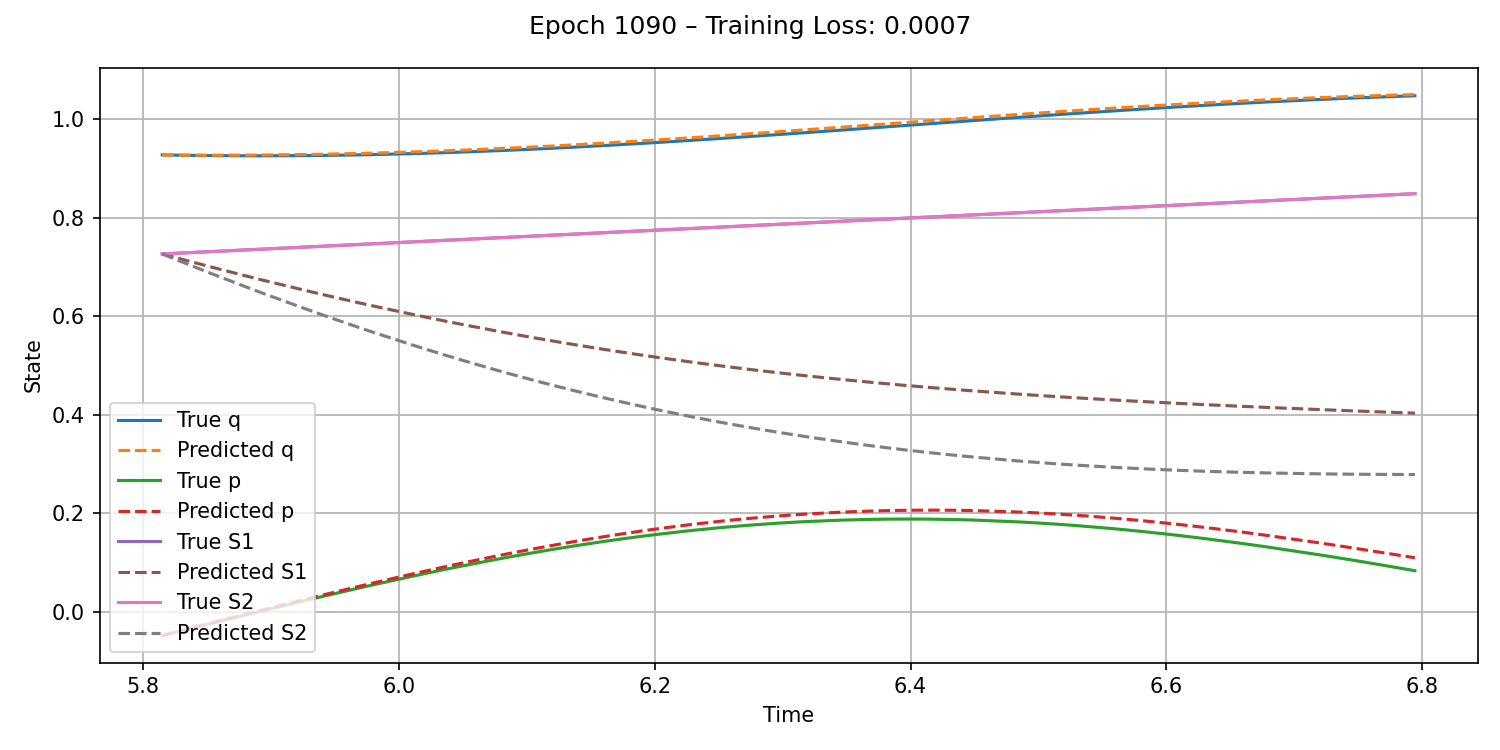 Epoch 1090 – Training Loss: 0.0007
1.0
0.8
0.6
0.4
0.2
0.0
State
True q
Predicted q
True p
Predicted p
True S1
Predicted S1
True S2
Predicted S2
5.8 6.0 6.2 6.4 6.6 6.8
Time